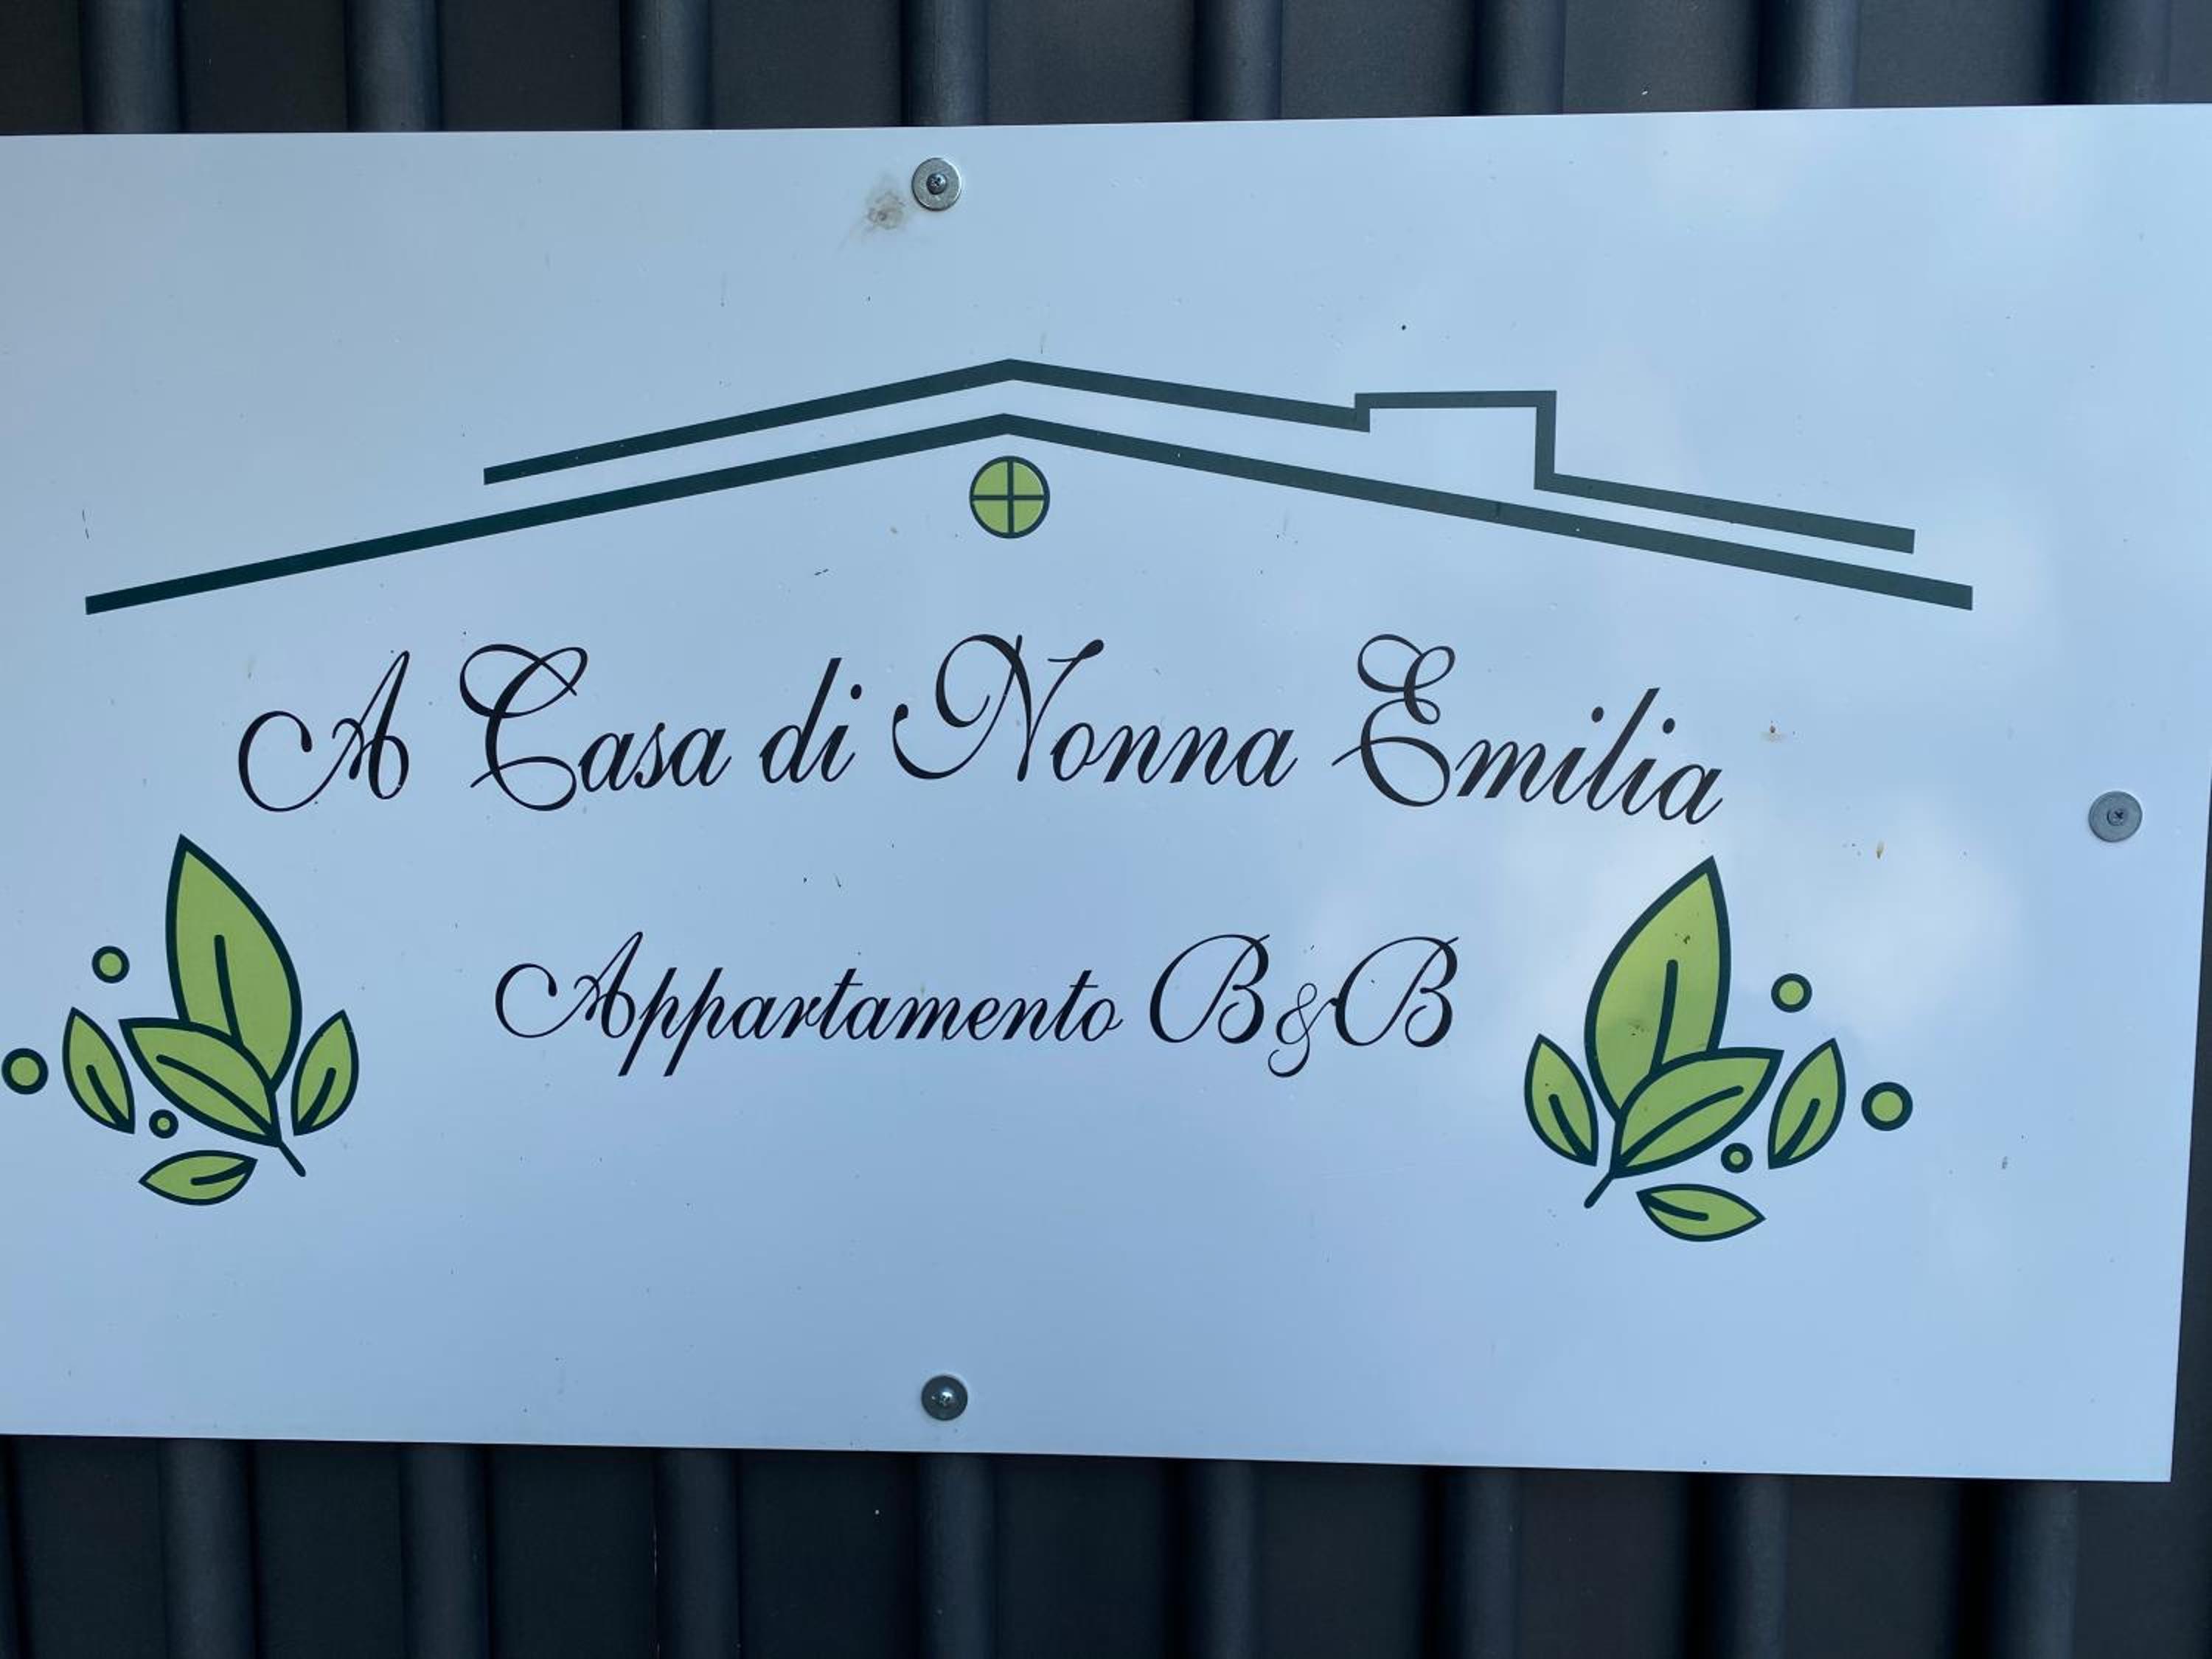 A Casa di Nonna Emilia
Appartamento B&B